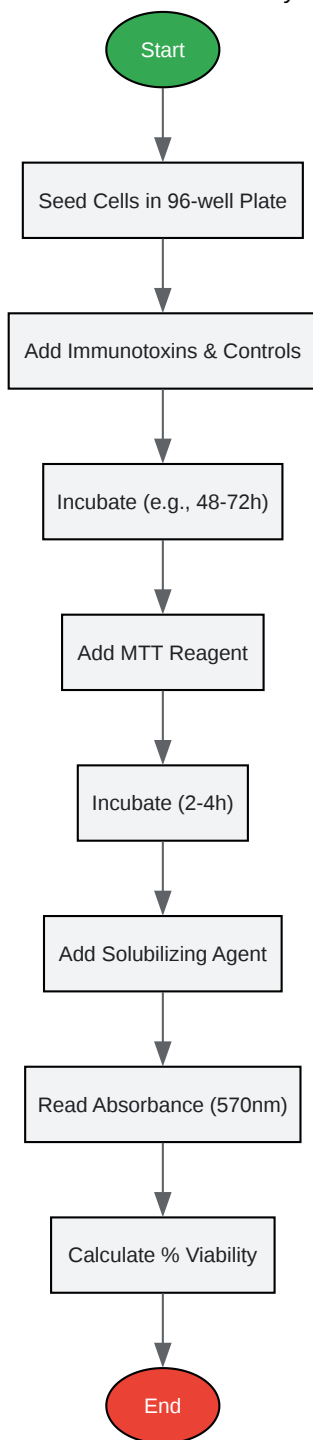 Start
Seed Cells in 96-well Plate
Add Immunotoxins & Controls
Incubate (e.g., 48-72h)
Add MTT Reagent
Incubate (2-4h)
Add Solubilizing Agent
Read Absorbance (570nm)
Calculate % Viability
End